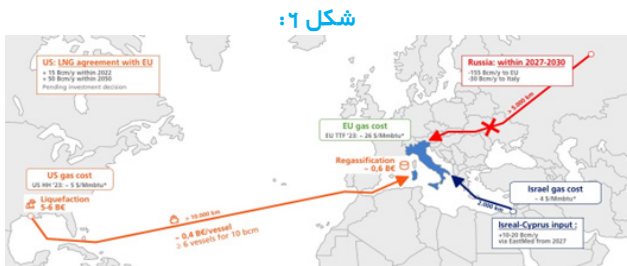 شكل ٦:
US: LNG agreement with EU
+ 15 Bcm/y within 2022
+ 50 Bcm/y within 2030
Pending investment decision
Russia: within 2027-2030
-155 Bcm/y to EU
-30 Bcm/y to Italy
> 5.000 km
EU gas cost
EU TTF '23: ~ 26 $/Mmbtu*
Regassification
~ 0,6 B€
US gas cost
US HH '23: ~ 5 $/Mmbtu*
Liquefaction
5-6 B€
> 10.000 km
~ 0,4 B€/vessel
≥ 6 vessels for 10 bcm
Israel gas cost
~ 4 $/Mmbtu*
2.000 km
Isreal-Cyprus input :
+10-20 Bcm/y
via EastMed from 2027